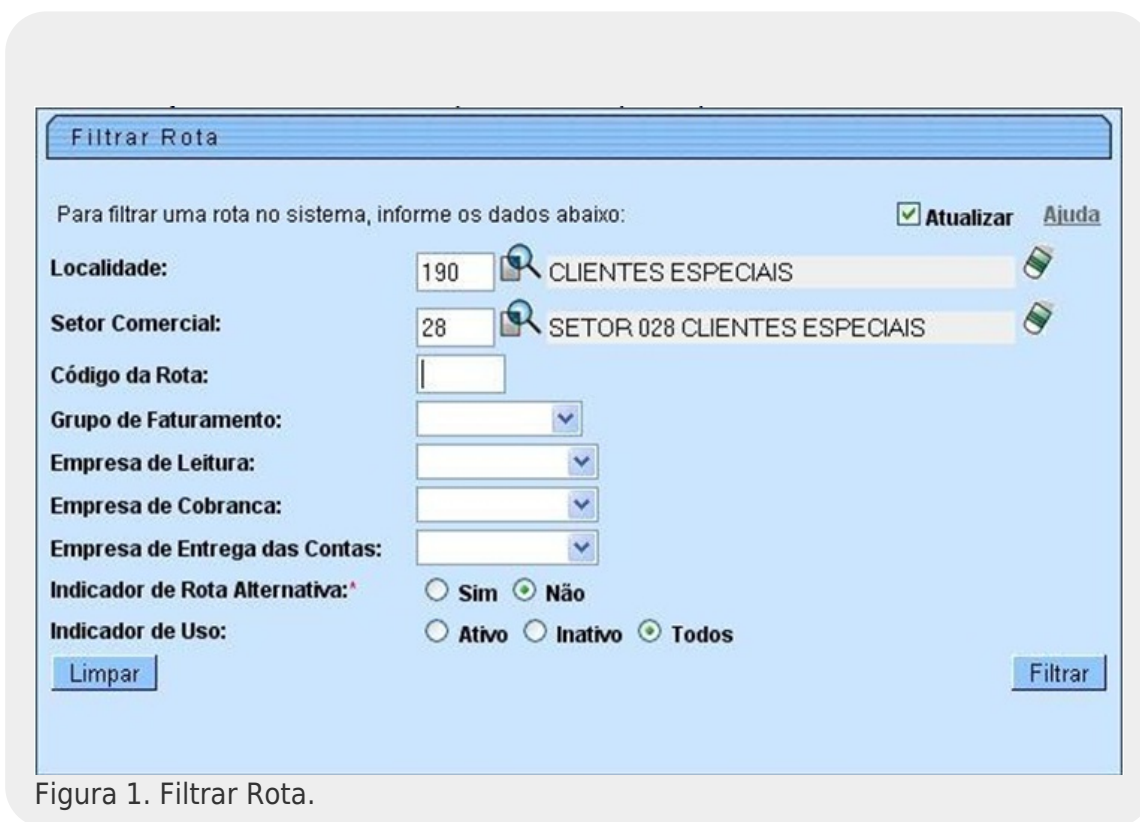 Filtrar Rota
Para filtrar uma rota no sistema, informe os dados abaixo: Atualizar Ajuda
Localidade: 190 CLIENTES ESPECIAIS
Setor Comercial: 28 SETOR 028 CLIENTES ESPECIAIS
Código da Rota:
Grupo de Faturamento:
Empresa de Leitura:
Empresa de Cobranca:
Empresa de Entrega das Contas:
Indicador de Rota Alternativa:* Sim Não
Indicador de Uso: Ativo Inativo Todos
Limpar Filtrar
Figura 1. Filtrar Rota.